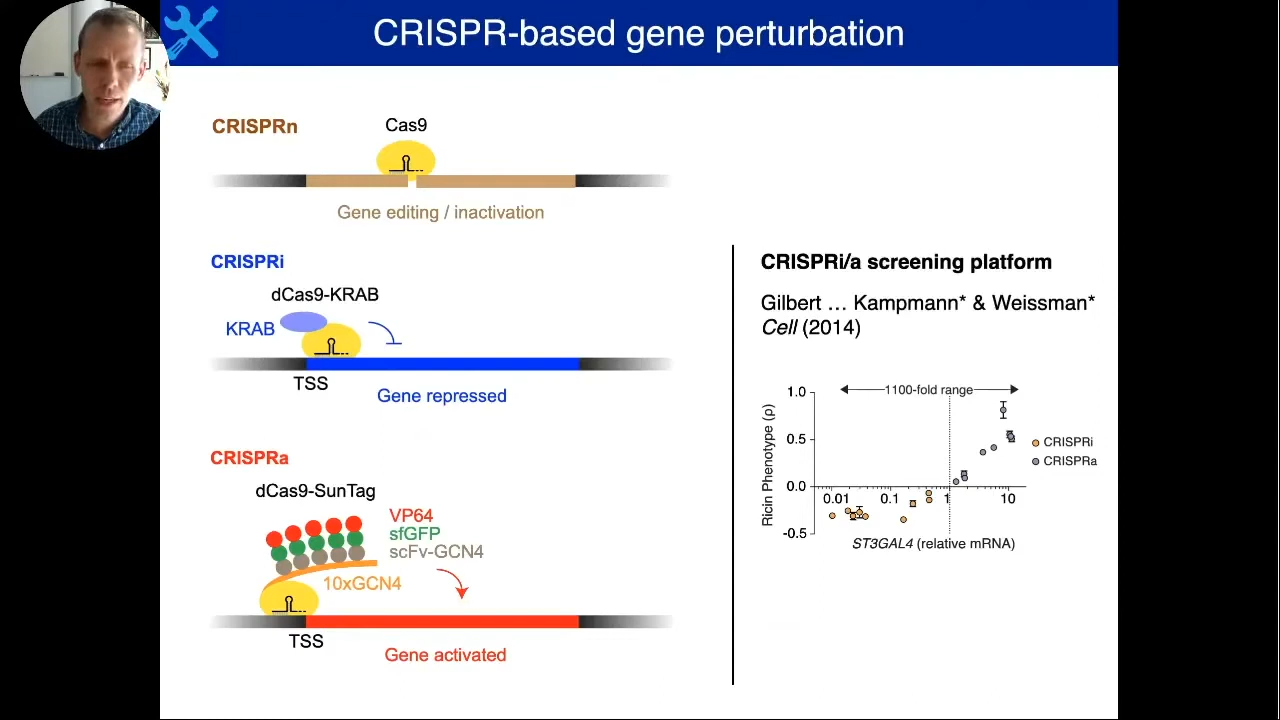 CRISPR-based gene perturbation
CRISPRn
Cas9
Gene editing / inactivation
CRISPRi
dCas9-KRAB
KRAB
TSS
Gene repressed
CRISPRa
dCas9-SunTag
VP64
sfGFP
scFv-GCN4
10xGCN4
TSS
Gene activated
CRISPRi/a screening platform
Gilbert … Kampmann* & Weissman*
Cell (2014)
1100-fold range
1.0
0.5
0.0
-0.5
Ricin Phenotype (ρ)
0.01 0.1 1 10
ST3GAL4 (relative mRNA)
CRISPRi
CRISPRa